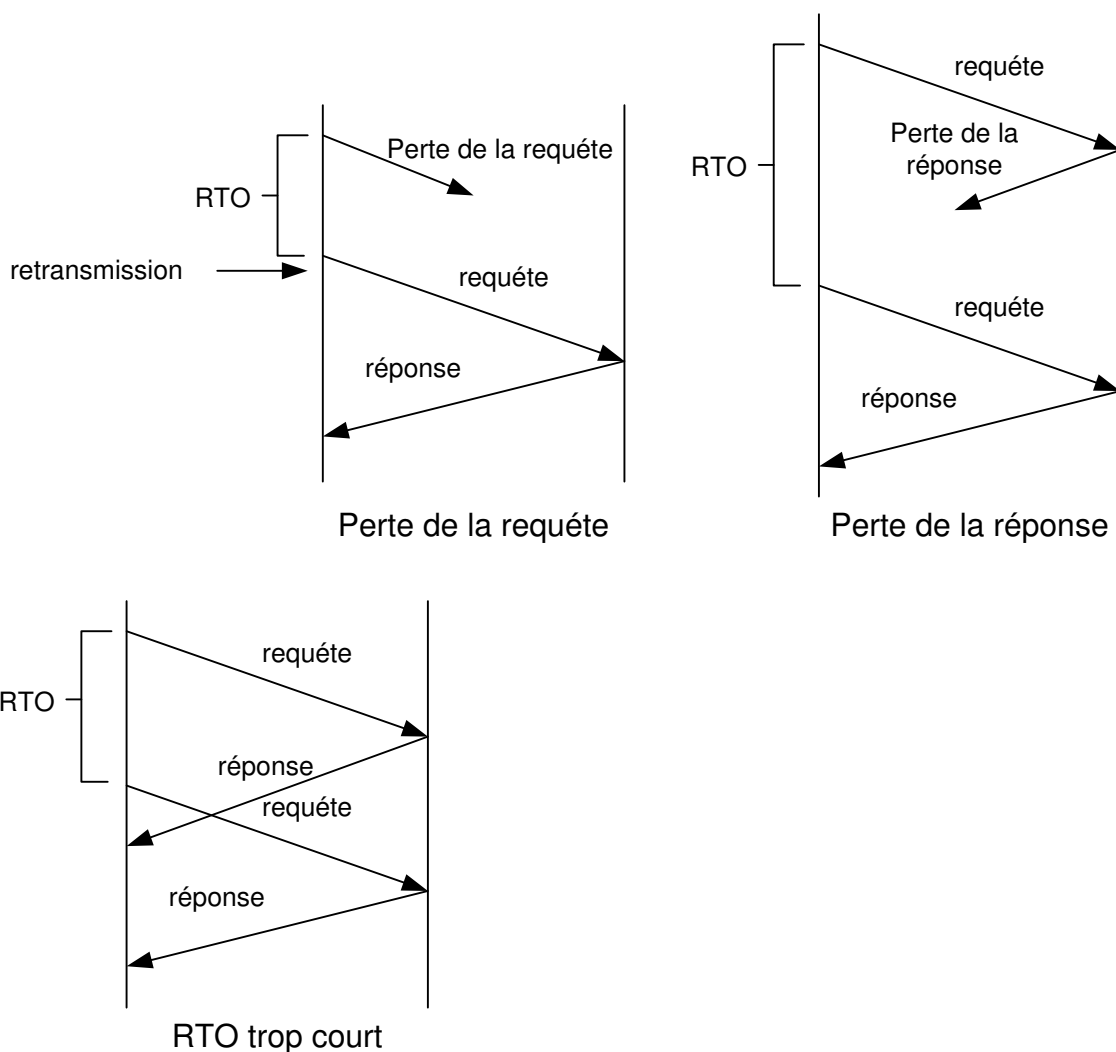 Perte de la requéte
RTO
retransmission
requéte
réponse
Perte de la requéte
requéte
Perte de la
réponse
RTO
requéte
réponse
Perte de la réponse
requéte
RTO
réponse
requéte
réponse
RTO trop court